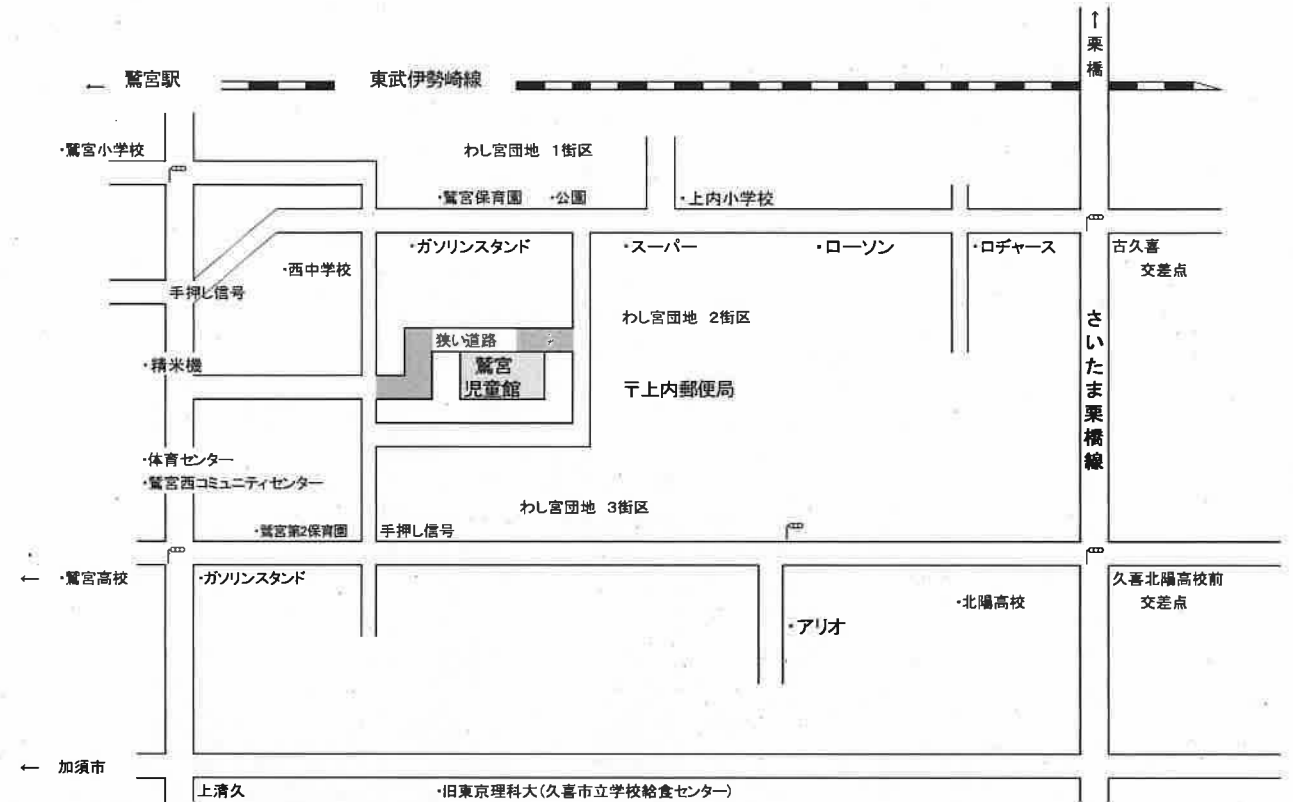 ↑
栗
橋
← 鷲宮駅
東武伊勢崎線
・鷲宮小学校
わし宮団地 1街区
・鷲宮保育園 ・公園
・上内小学校
・ガソリンスタンド
・スーパー
・ローソン
・ロヂャース
古久喜
交差点
・西中学校
手押し信号
わし宮団地 2街区
さいたま栗橋線
狭い道路
・精米機
鷲宮
児童館
〒上内郵便局
・体育センター
・鷲宮西コミュニティセンター
わし宮団地 3街区
・鷲宮第2保育園
手押し信号
← ・鷲宮高校
・ガソリンスタンド
久喜北陽高校前
交差点
・北陽高校
・アリオ
← 加須市
上清久
・旧東京理科大(久喜市立学校給食センター)